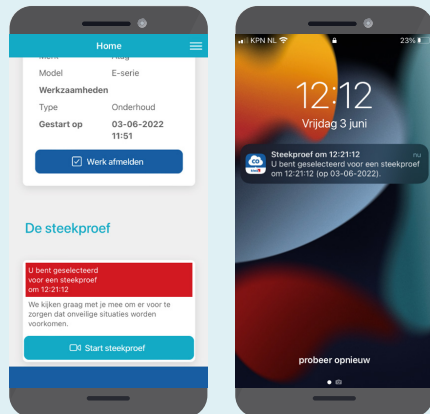 Home
Merk Atag
Model E-serie
Werkzaamheden
Type Onderhoud
Gestart op 03-06-2022
11:51
Werk afmelden
De steekproef
U bent geselecteerd
voor een steekproef
om 12:21:12
We kijken graag met je mee om er voor te
zorgen dat onveilige situaties worden
voorkomen.
Start steekproef
KPN NL 23%
12:12
Vrijdag 3 juni
Steekproef om 12:21:12 nu
U bent geselecteerd voor een steekproef
om 12:21:12 (op 03-06-2022).
probeer opnieuw